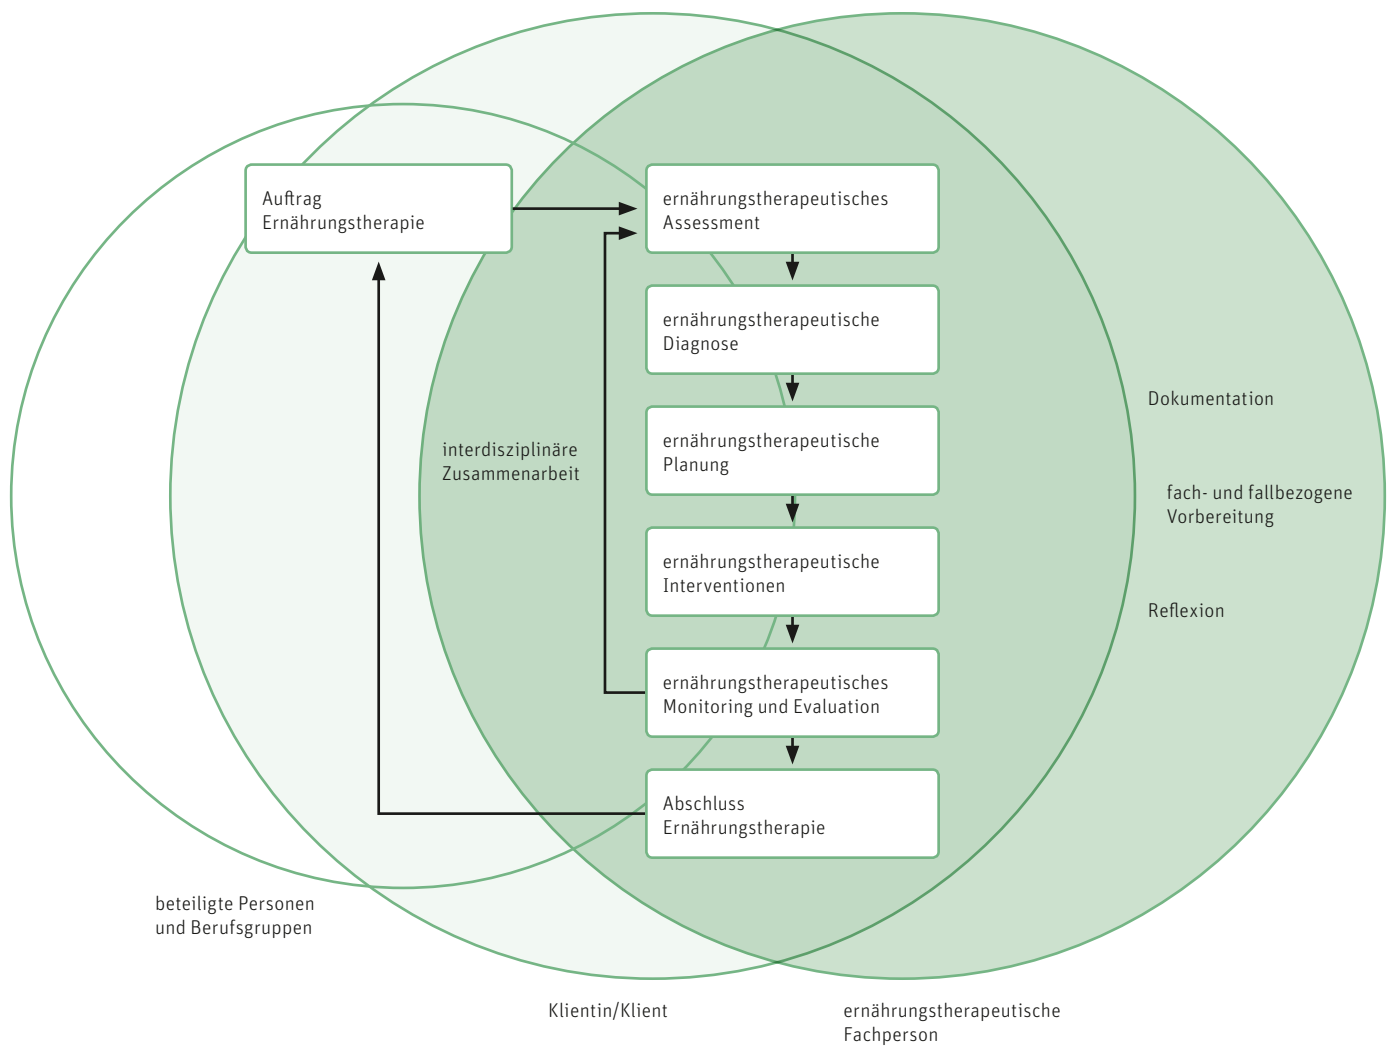 Auftrag
Ernährungstherapie
ernährungstherapeutisches
Assessment
ernährungstherapeutische
Diagnose
ernährungstherapeutische
Planung
interdisziplinäre
Zusammenarbeit
ernährungstherapeutische
Interventionen
ernährungstherapeutisches
Monitoring und Evaluation
Abschluss
Ernährungstherapie
Dokumentation
fach- und fallbezogene
Vorbereitung
Reflexion
beteiligte Personen
und Berufsgruppen
Klientin/Klient
ernährungstherapeutische
Fachperson